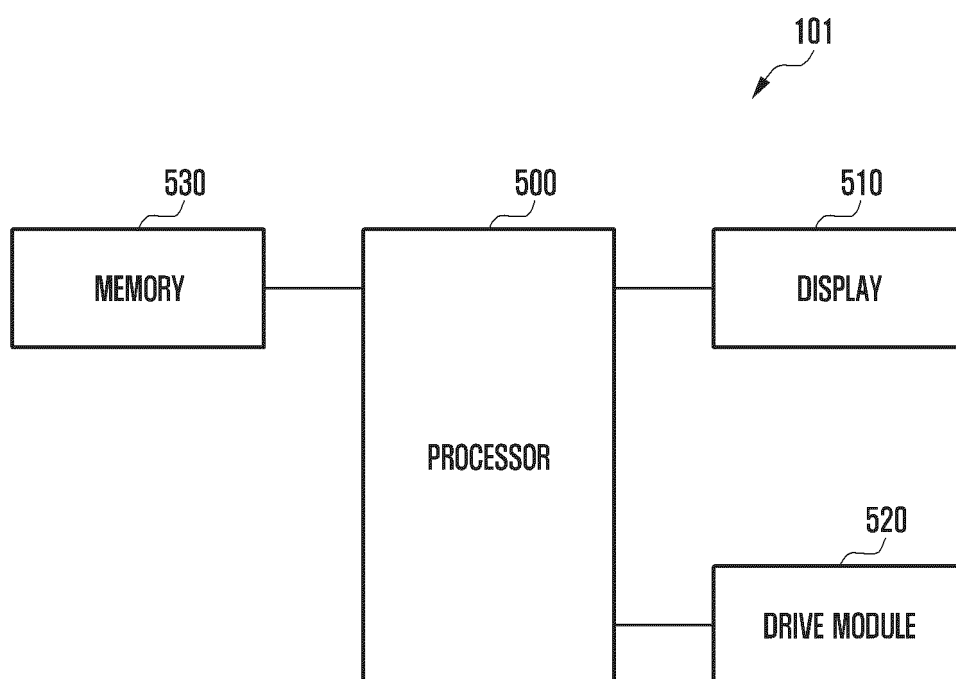 101
530
500
510
MEMORY
DISPLAY
PROCESSOR
520
DRIVE MODULE